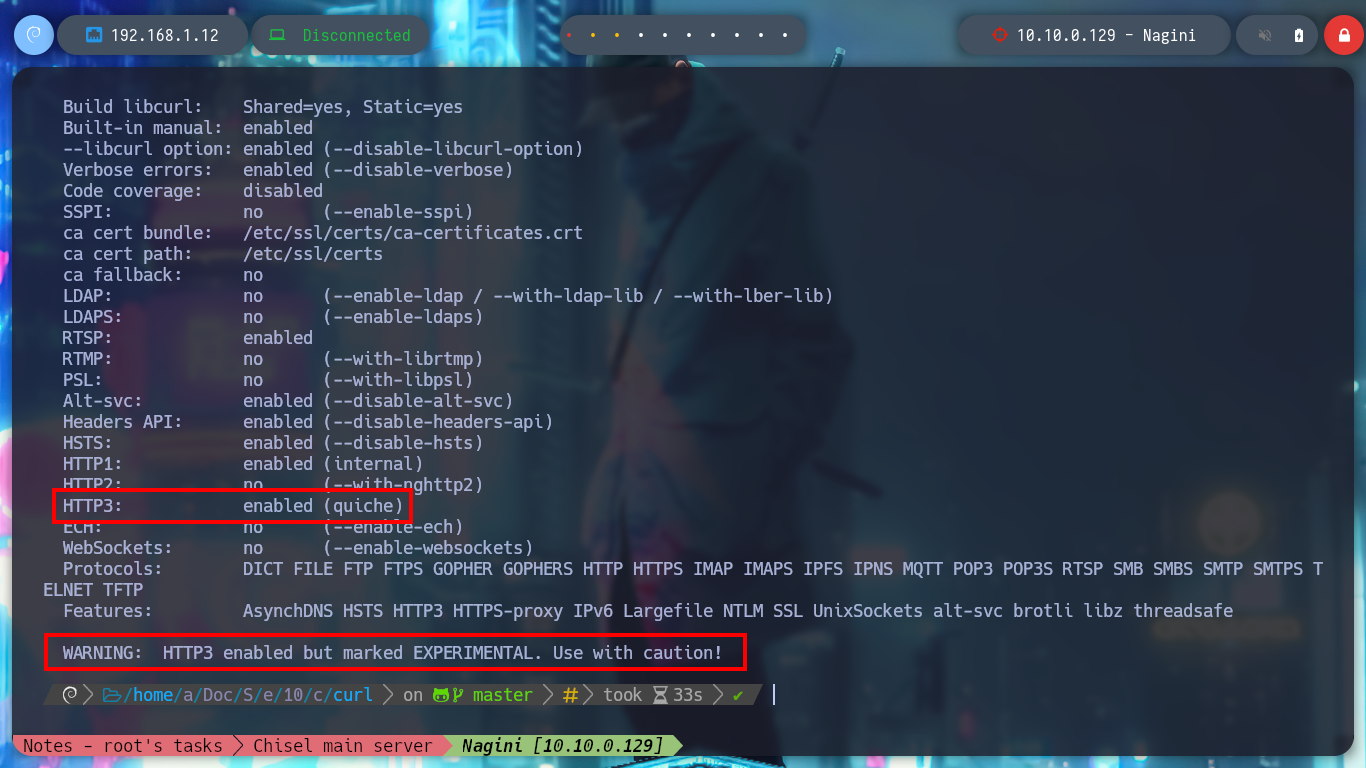 192.168.1.12
Disconnected
10.10.0.129 - Nagini
Build libcurl: Shared=yes, Static=yes
Built-in manual: enabled
--libcurl option: enabled (--disable-libcurl-option)
Verbose errors: enabled (--disable-verbose)
Code coverage: disabled
SSPI: no (--enable-sspi)
ca cert bundle: /etc/ssl/certs/ca-certificates.crt
ca cert path: /etc/ssl/certs
ca fallback: no
LDAP: no (--enable-ldap / --with-ldap-lib / --with-lber-lib)
LDAPS: no (--enable-ldaps)
RTSP: enabled
RTMP: no (--with-librtmp)
PSL: no (--with-libpsl)
Alt-svc: enabled (--disable-alt-svc)
Headers API: enabled (--disable-headers-api)
HSTS: enabled (--disable-hsts)
HTTP1: enabled (internal)
HTTP2: no (--with-nghttp2)
HTTP3: enabled (quiche)
ECH: no (--enable-ech)
WebSockets: no (--enable-websockets)
Protocols: DICT FILE FTP FTPS GOPHER GOPHERS HTTP HTTPS IMAP IMAPS IPFS IPNS MQTT POP3 POP3S RTSP SMB SMBS SMTP SMTPS T
ELNET TFTP
Features: AsynchDNS HSTS HTTP3 HTTPS-proxy IPv6 Largefile NTLM SSL UnixSockets alt-svc brotli libz threadsafe
WARNING: HTTP3 enabled but marked EXPERIMENTAL. Use with caution!
/home/a/Doc/S/e/10/c/curl on master # took 33s ✔
Notes - root's tasks Chisel main server Nagini [10.10.0.129]